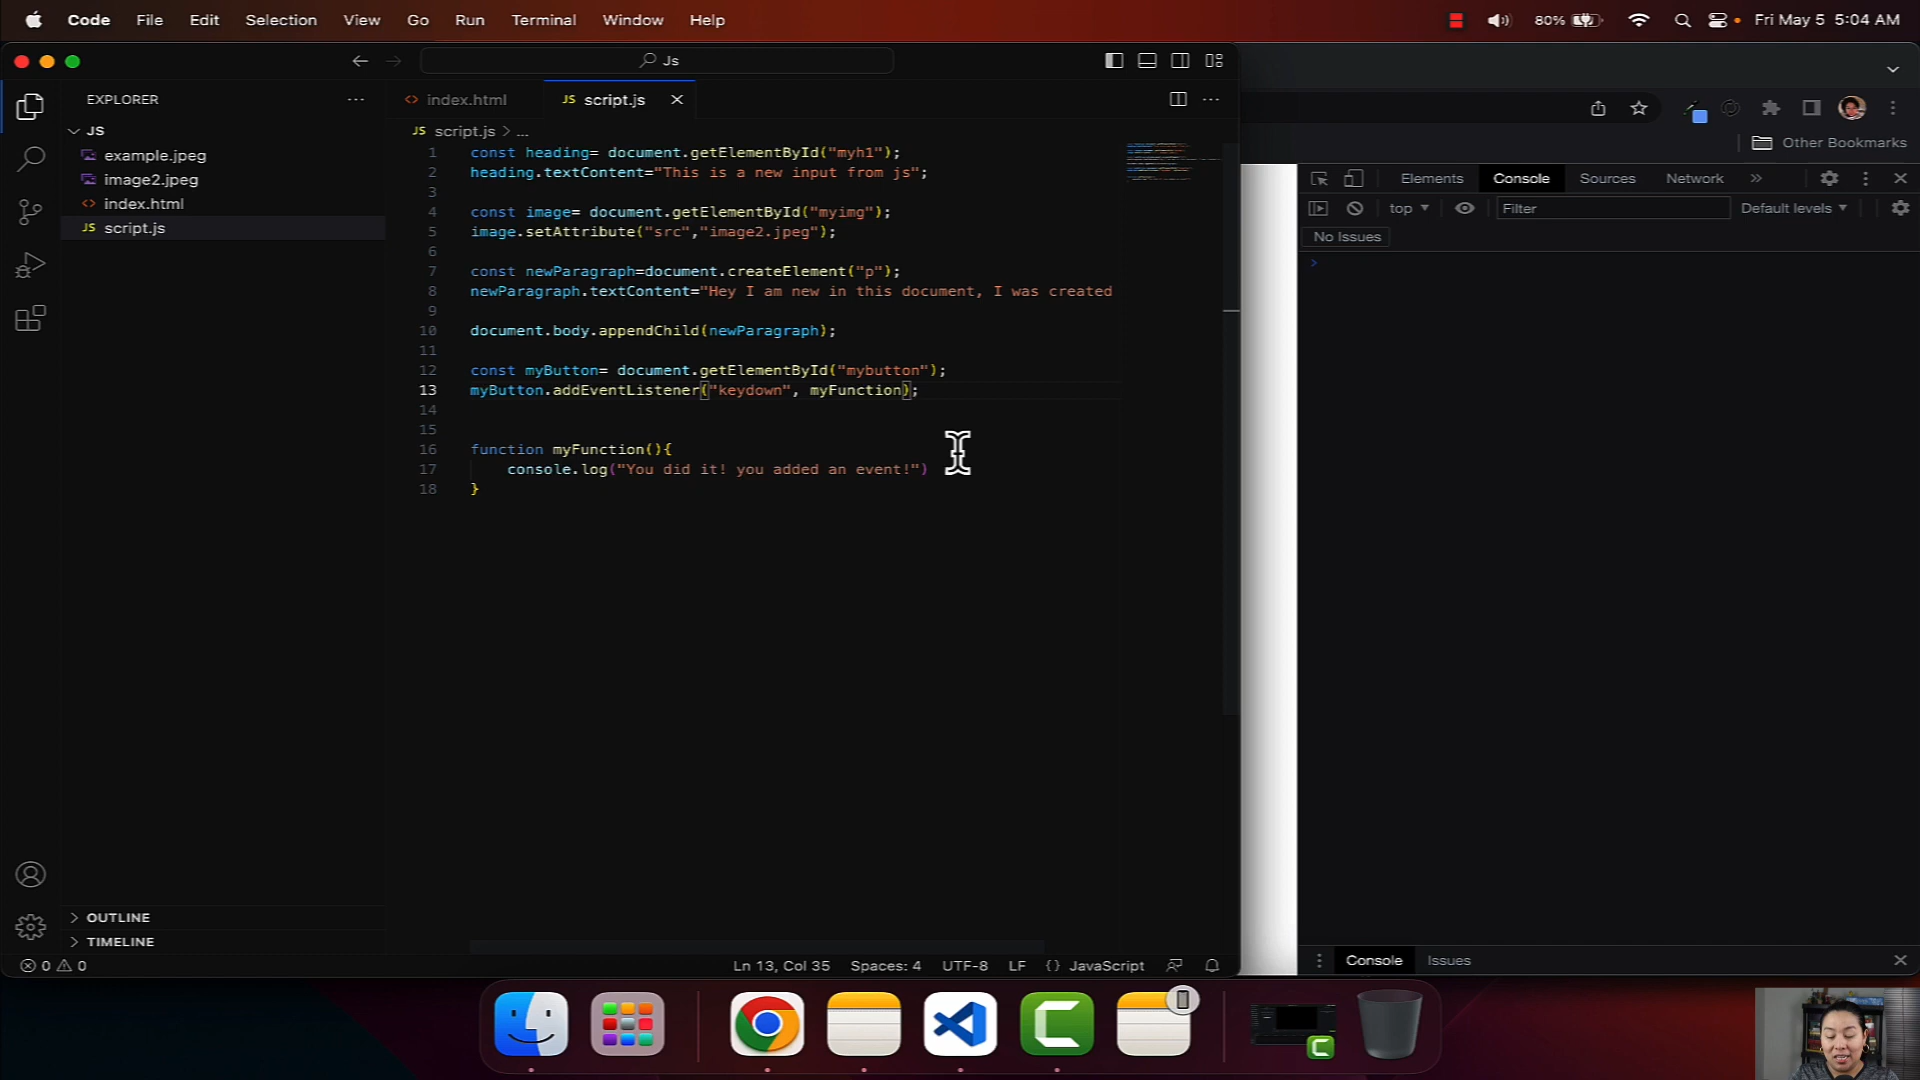 Code File Edit Selection View Go Run Terminal Window Help 80% Fri May 5 5:04 AM
Js
EXPLORER
index.html
JS script.js
Other Bookmarks
JS
JS script.js > ...
example.jpeg
image2.jpeg
index.html
JS script.js
1 const heading= document.getElementById("myh1");
2 heading.textContent="This is a new input from js";
3
4 const image= document.getElementById("myimg");
5 image.setAttribute("src","image2.jpeg");
6
7 const newParagraph=document.createElement("p");
8 newParagraph.textContent="Hey I am new in this document, I was created
9
10 document.body.appendChild(newParagraph);
11
12 const myButton= document.getElementById("mybutton");
13 myButton.addEventListener("keydown", myFunction);
14
15
16 function myFunction(){
17 console.log("You did it! you added an event!")
18 }
Elements Console Sources Network
top Filter Default levels
No Issues
OUTLINE
TIMELINE
0 0 Ln 13, Col 35 Spaces: 4 UTF-8 LF {} JavaScript
Console Issues